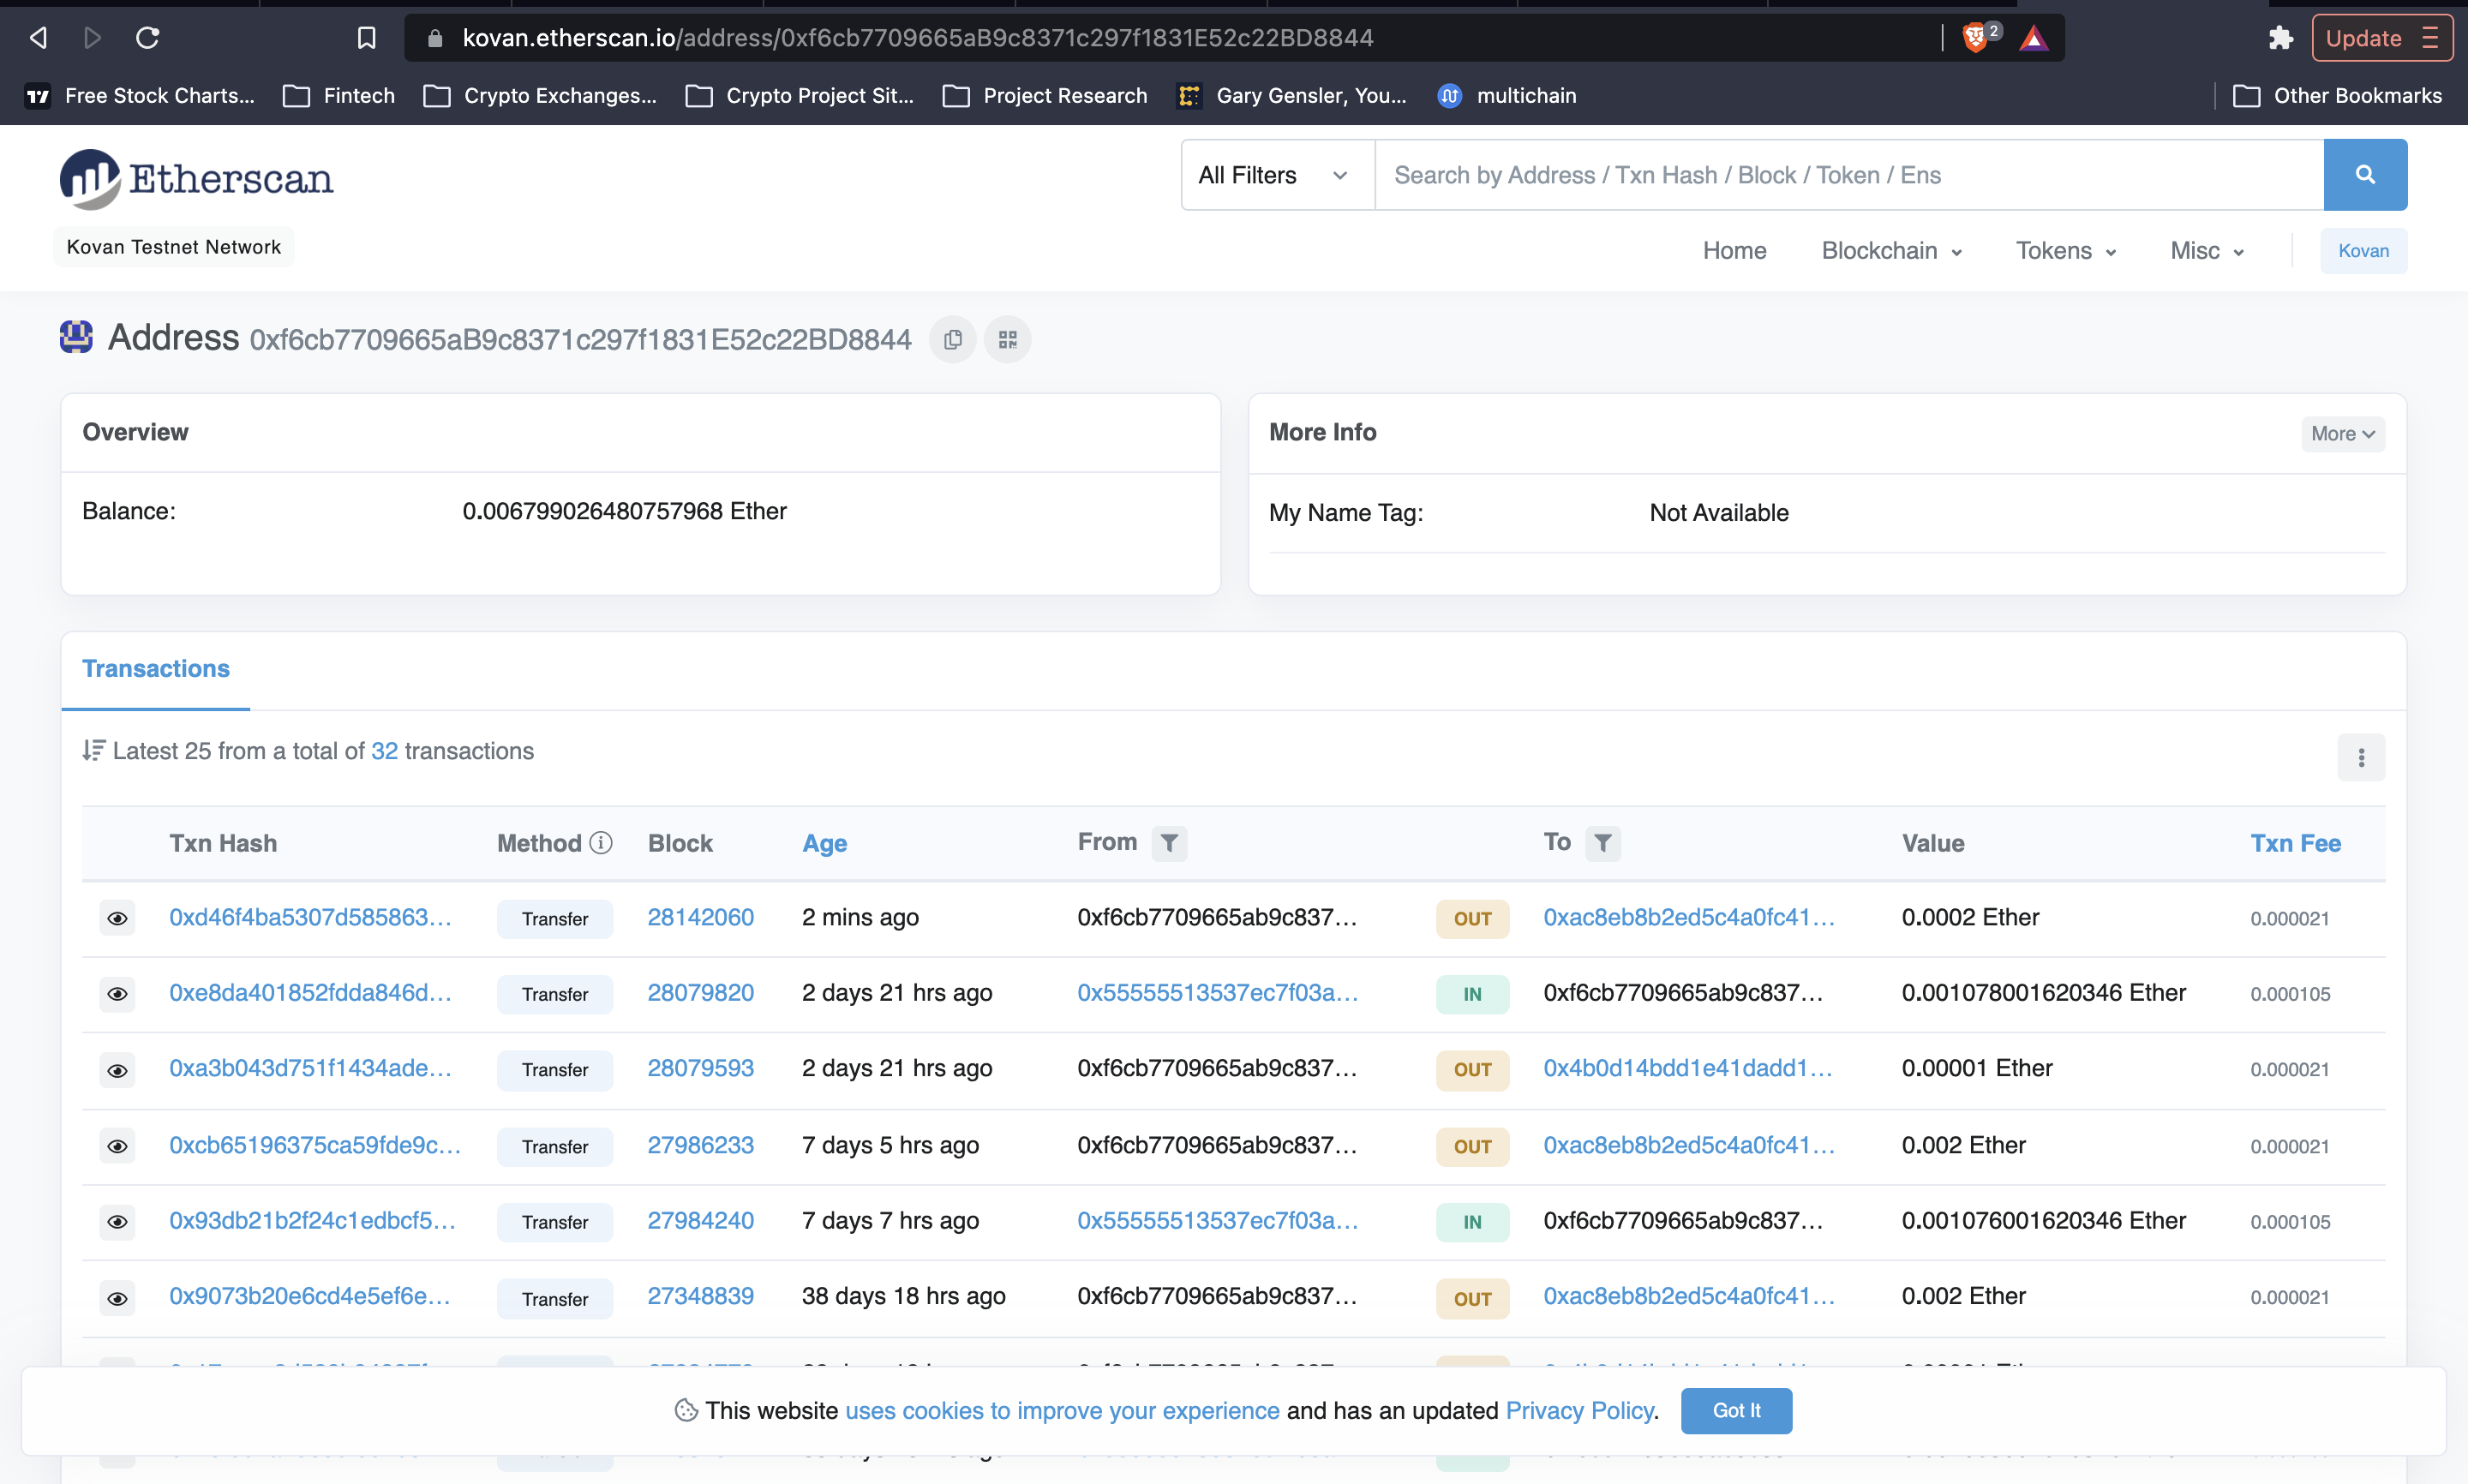 kovan.etherscan.io/address/0xf6cb7709665aB9c8371c297f1831E52c22BD8844
2
Update
Free Stock Charts...
Fintech
Crypto Exchanges...
Crypto Project Sit...
Project Research
Gary Gensler, You...
multichain
Other Bookmarks
Etherscan
All Filters
Search by Address / Txn Hash / Block / Token / Ens
Kovan Testnet Network
Home Blockchain Tokens Misc Kovan
Address 0xf6cb7709665aB9c8371c297f1831E52c22BD8844
Overview
Balance: 0.006799026480757968 Ether
More Info
More
My Name Tag: Not Available
Transactions
Latest 25 from a total of 32 transactions
Txn Hash Method Block Age From To Value Txn Fee
0xd46f4ba5307d585863... Transfer 28142060 2 mins ago 0xf6cb7709665ab9c837... OUT 0xac8eb8b2ed5c4a0fc41... 0.0002 Ether 0.000021
0xe8da401852fdda846d... Transfer 28079820 2 days 21 hrs ago 0x55555513537ec7f03a... IN 0xf6cb7709665ab9c837... 0.001078001620346 Ether 0.000105
0xa3b043d751f1434ade... Transfer 28079593 2 days 21 hrs ago 0xf6cb7709665ab9c837... OUT 0x4b0d14bdd1e41dadd1... 0.00001 Ether 0.000021
0xcb65196375ca59fde9c... Transfer 27986233 7 days 5 hrs ago 0xf6cb7709665ab9c837... OUT 0xac8eb8b2ed5c4a0fc41... 0.002 Ether 0.000021
0x93db21b2f24c1edbcf5... Transfer 27984240 7 days 7 hrs ago 0x55555513537ec7f03a... IN 0xf6cb7709665ab9c837... 0.001076001620346 Ether 0.000105
0x9073b20e6cd4e5ef6e... Transfer 27348839 38 days 18 hrs ago 0xf6cb7709665ab9c837... OUT 0xac8eb8b2ed5c4a0fc41... 0.002 Ether 0.000021
This website uses cookies to improve your experience and has an updated Privacy Policy. Got It